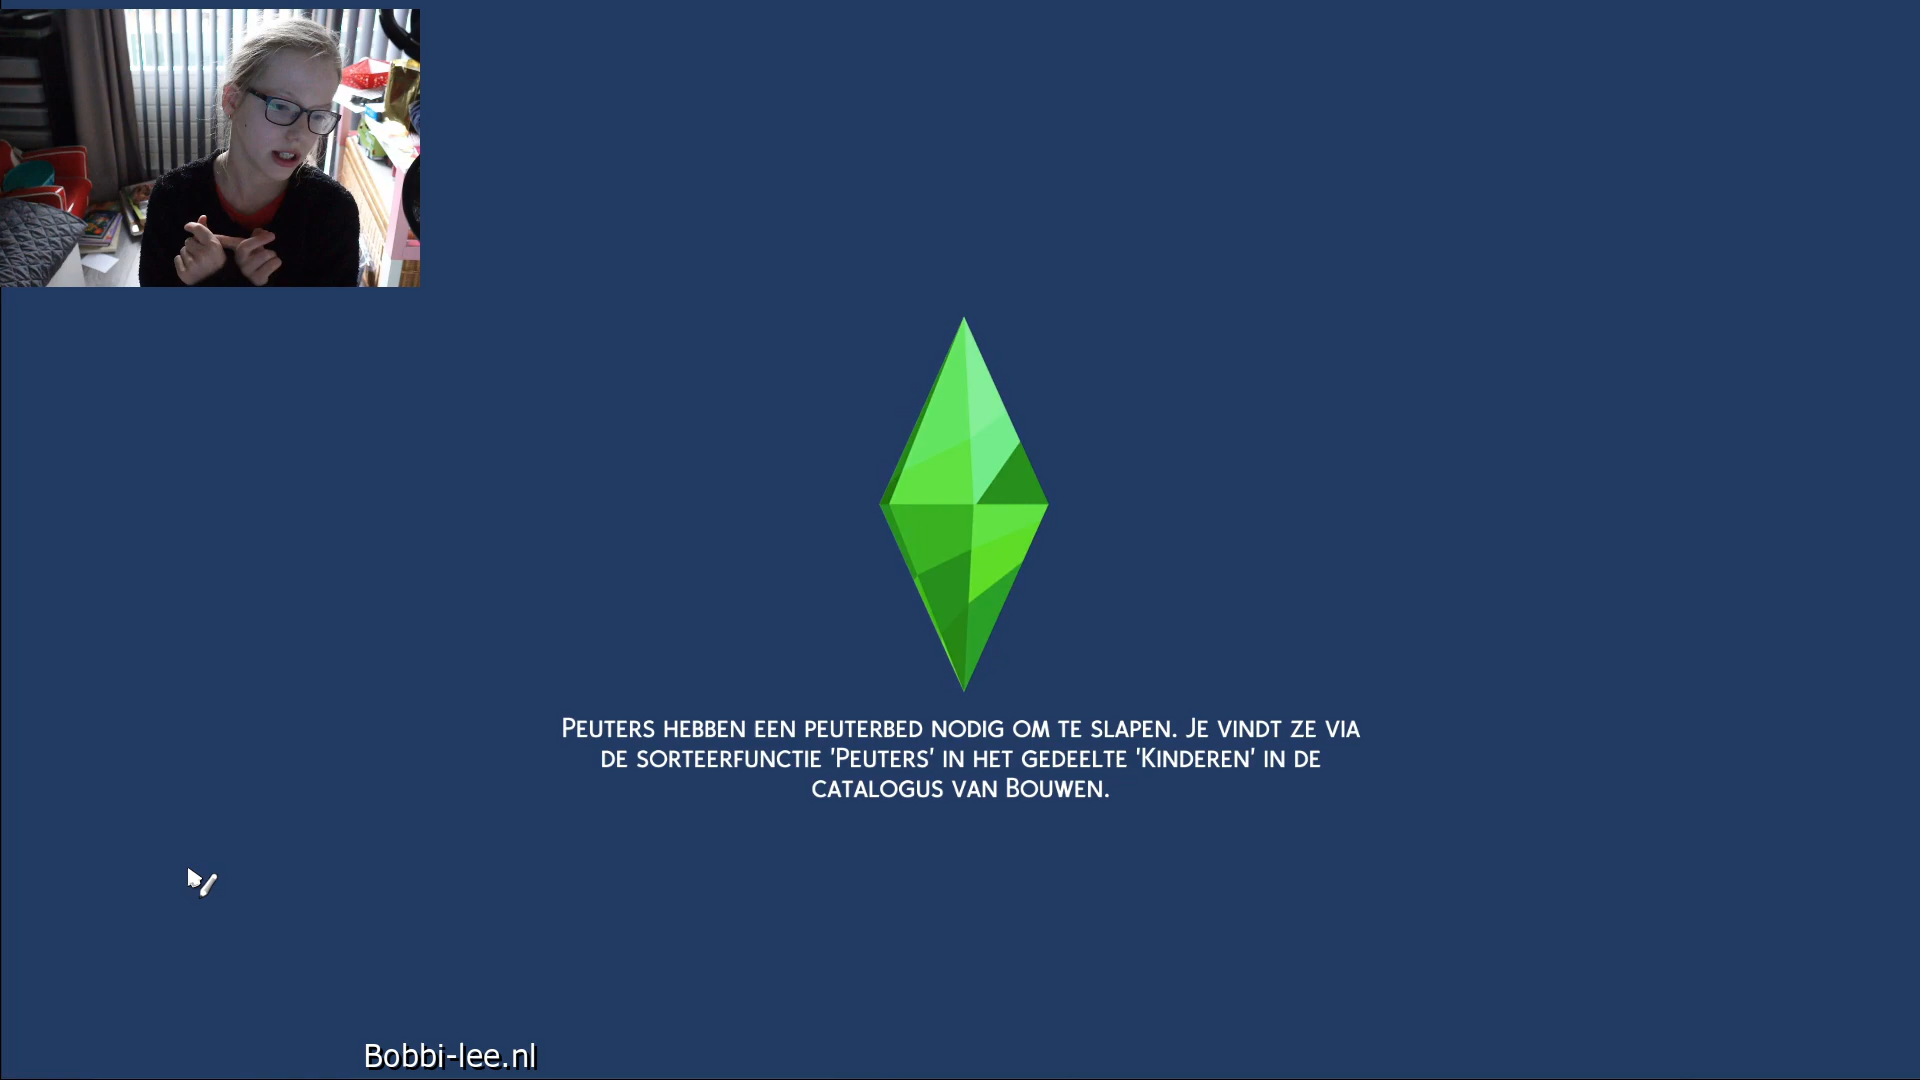 Peuters hebben een peuterbed nodig om te slapen. Je vindt ze via
de sorteerfunctie 'Peuters' in het gedeelte 'Kinderen' in de
catalogus van Bouwen.
Bobbi-lee.nl